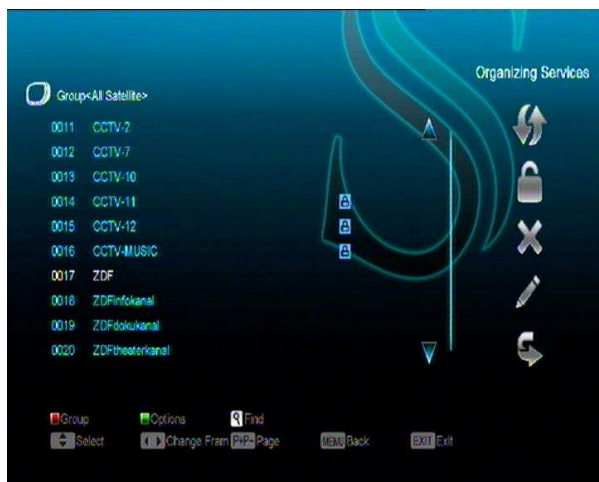 Organizing Services
Group<All Satellite>
0011 CCTV-2
0012 CCTV-7
0013 CCTV-10
0014 CCTV-11
0015 CCTV-12
0016 CCTV-MUSIC
0017 ZDF
0018 ZDFinfokanal
0019 ZDFdokukanal
0020 ZDFtheaterkanal
Group Options Find
Select Change Fram P+P- Page MENU Back EXIT Exit